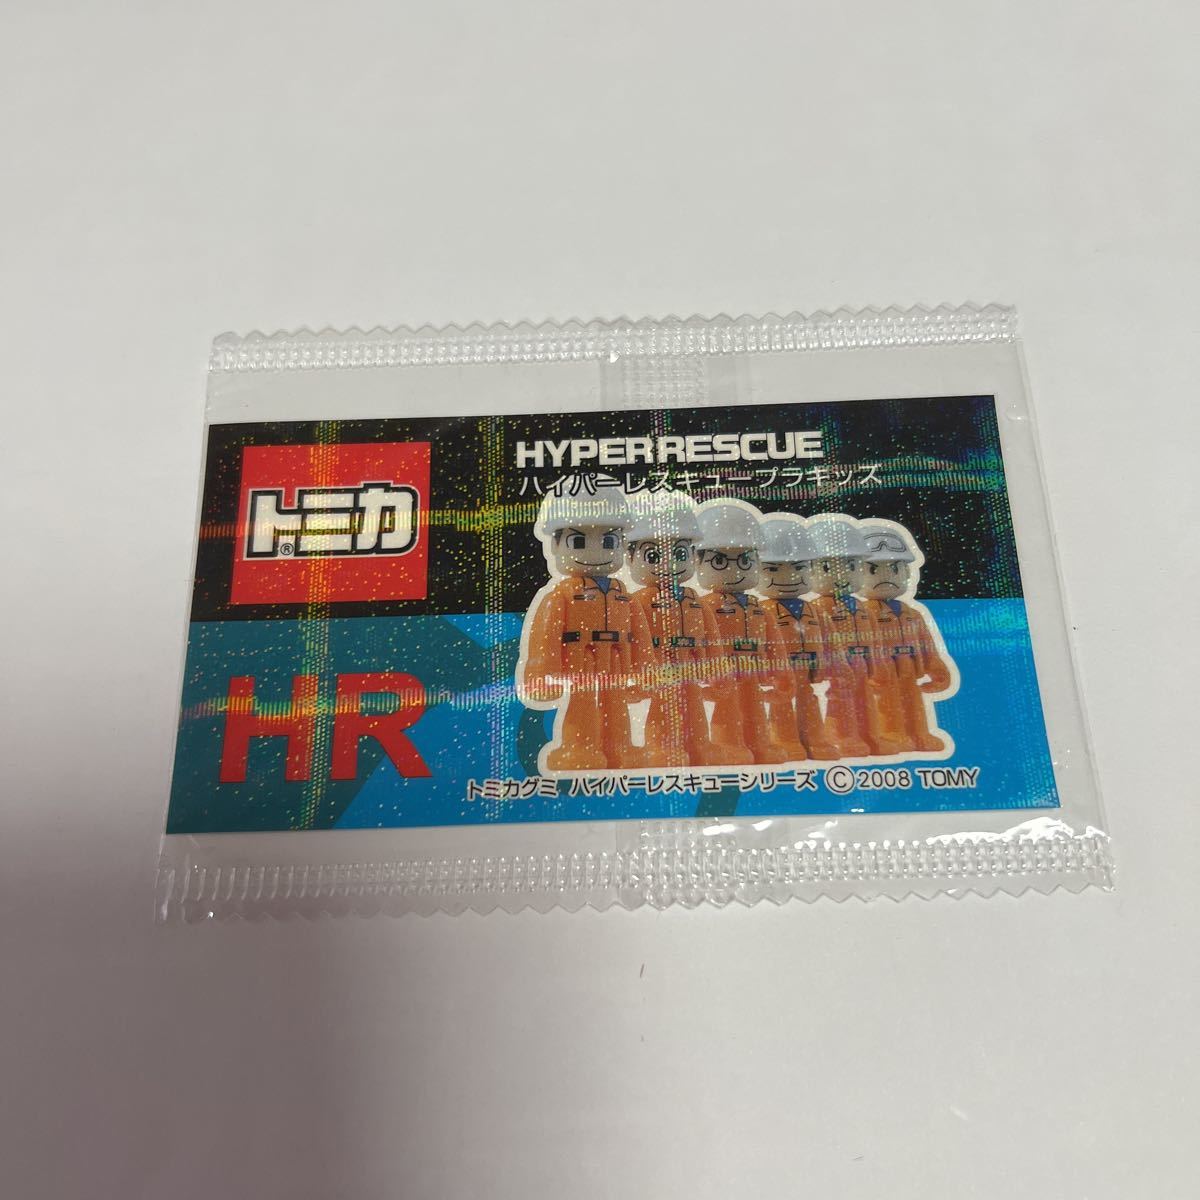 HYPER RESCUE
ハイパーレスキュープラキッズ
トミカ®
HR
トミカグミ ハイパーレスキューシリーズ © 2008 TOMY